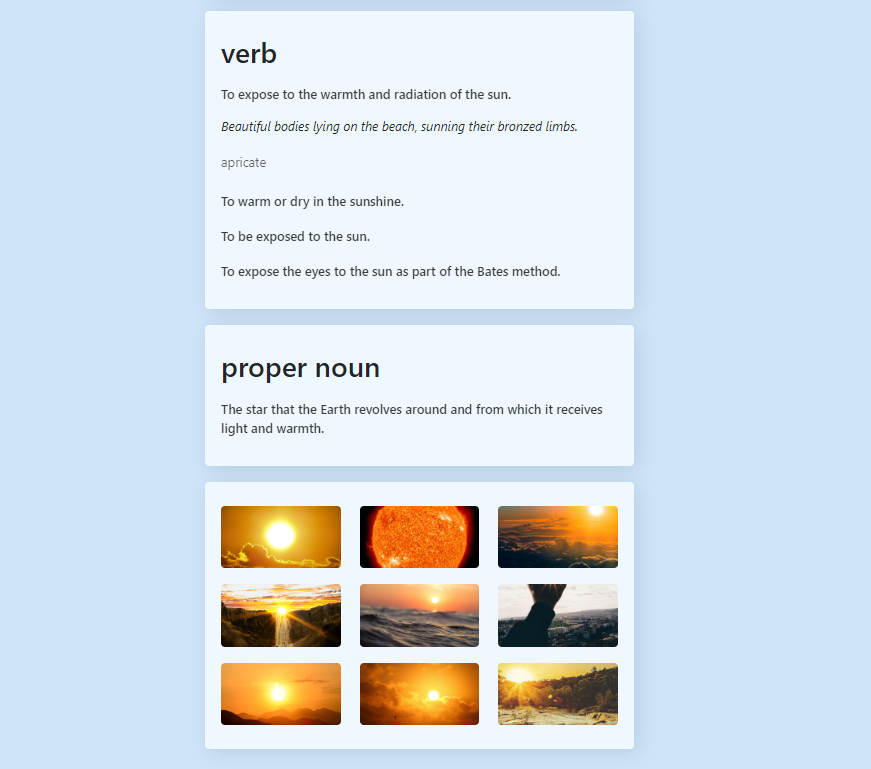 verb
To expose to the warmth and radiation of the sun.
Beautiful bodies lying on the beach, sunning their bronzed limbs.
apricate
To warm or dry in the sunshine.
To be exposed to the sun.
To expose the eyes to the sun as part of the Bates method.
proper noun
The star that the Earth revolves around and from which it receives
light and warmth.